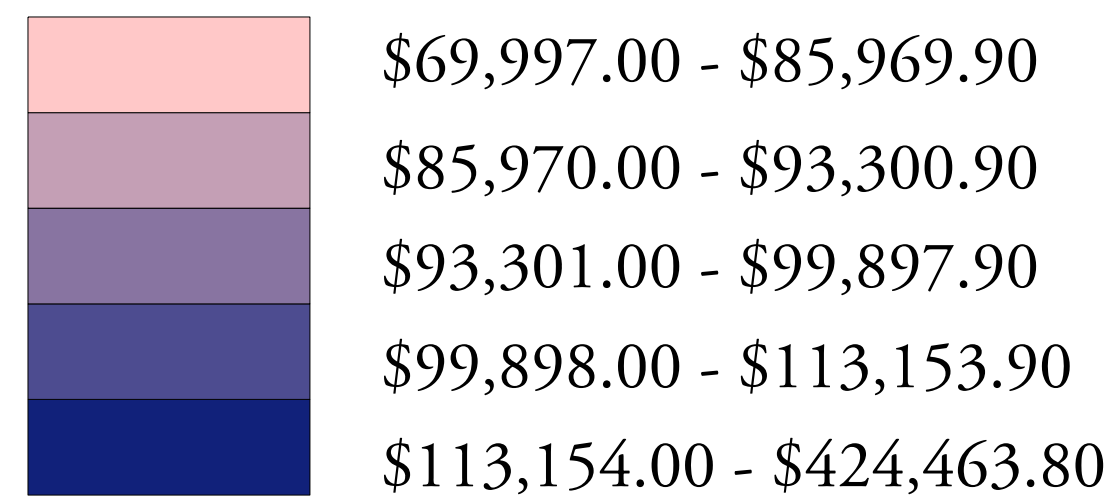 $69,997.00 - $85,969.90
$85,970.00 - $93,300.90
$93,301.00 - $99,897.90
$99,898.00 - $113,153.90
$113,154.00 - $424,463.80